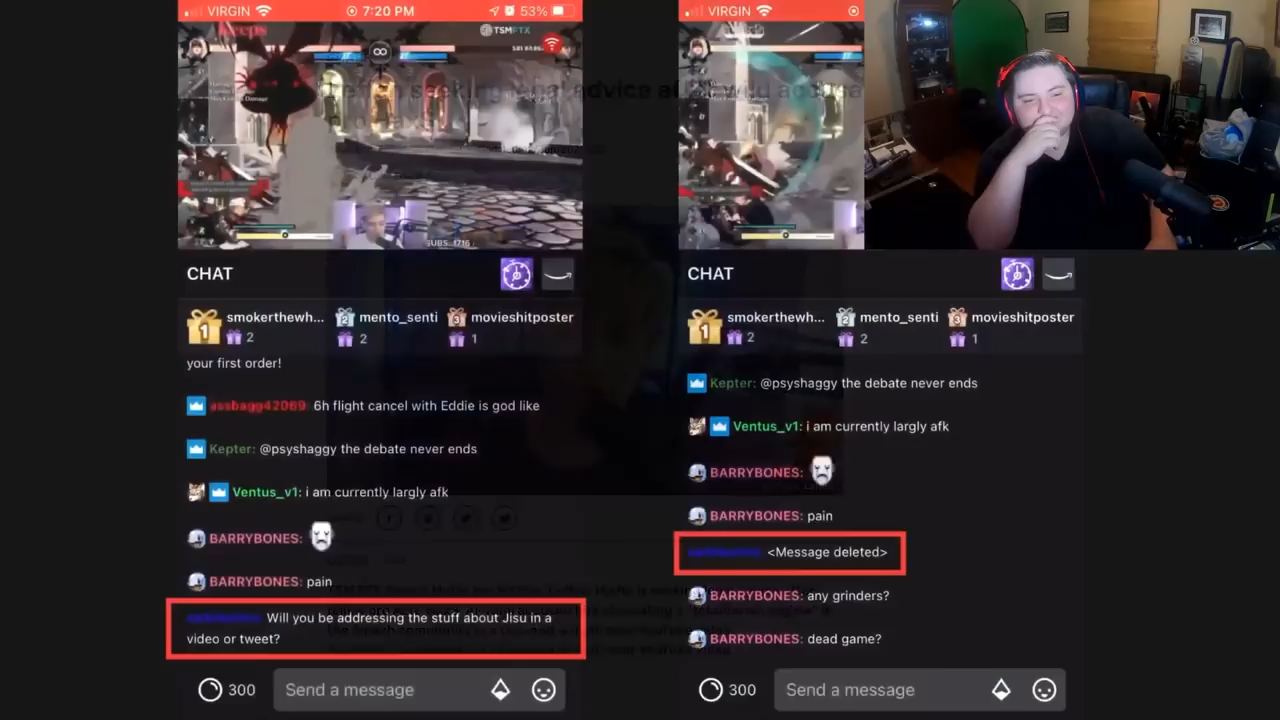 VIRGIN
7:20 PM
53%
TSMFTX
SUBS 1716
CHAT
smokerthewh...
2
mento_senti
2
movieshitposter
1
your first order!
assbagg42069: 6h flight cancel with Eddie is god like
Kepter: @psyshaggy the debate never ends
Ventus_v1: i am currently largly afk
BARRYBONES:
BARRYBONES: pain
Will you be addressing the stuff about Jisu in a
video or tweet?
300
Send a message
VIRGIN
CHAT
smokerthewh...
2
mento_senti
2
movieshitposter
1
Kepter: @psyshaggy the debate never ends
Ventus_v1: i am currently largly afk
BARRYBONES:
BARRYBONES: pain
<Message deleted>
BARRYBONES: any grinders?
BARRYBONES: dead game?
300
Send a message